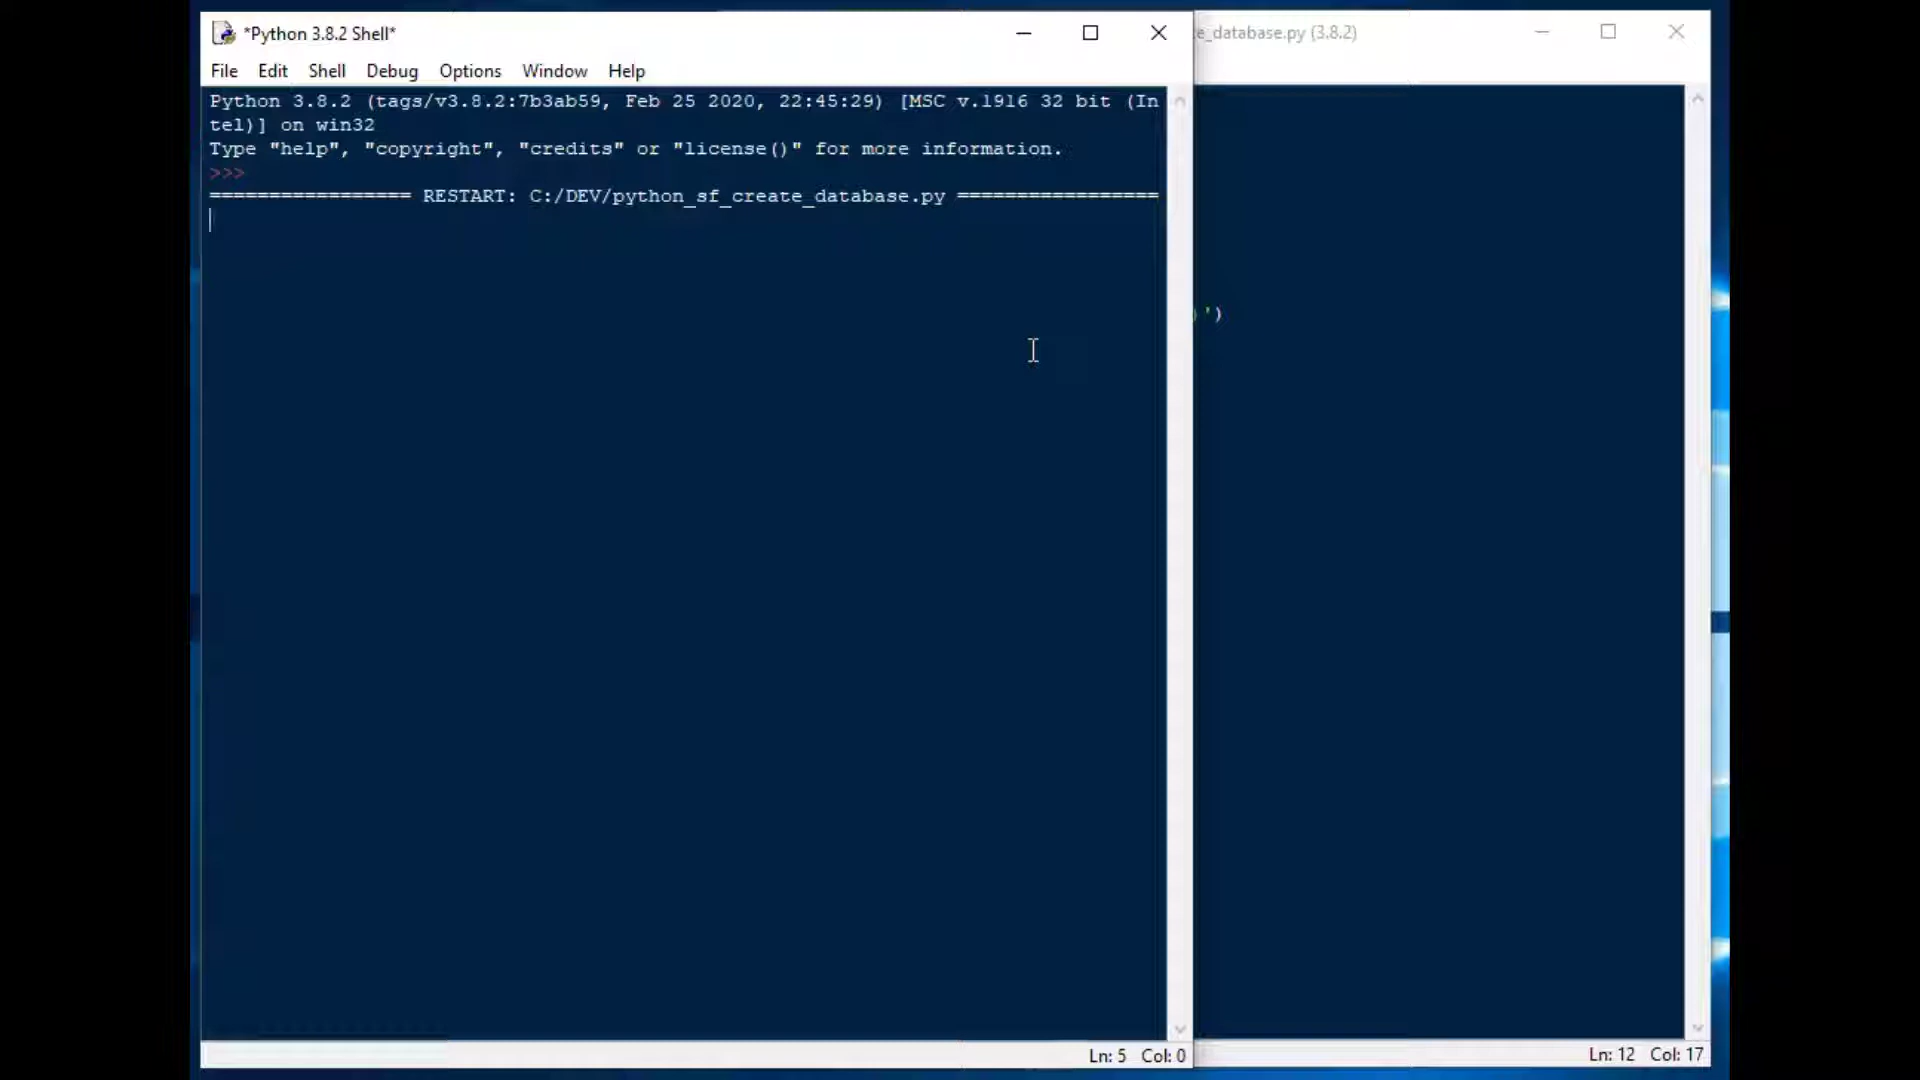 *Python 3.8.2 Shell*
e_database.py (3.8.2)
File Edit Shell Debug Options Window Help
Python 3.8.2 (tags/v3.8.2:7b3ab59, Feb 25 2020, 22:45:29) [MSC v.1916 32 bit (In
tel)] on win32
Type "help", "copyright", "credits" or "license()" for more information.
>>>
================= RESTART: C:/DEV/python_sf_create_database.py =================
)')
Ln: 5 Col: 0
Ln: 12 Col: 17